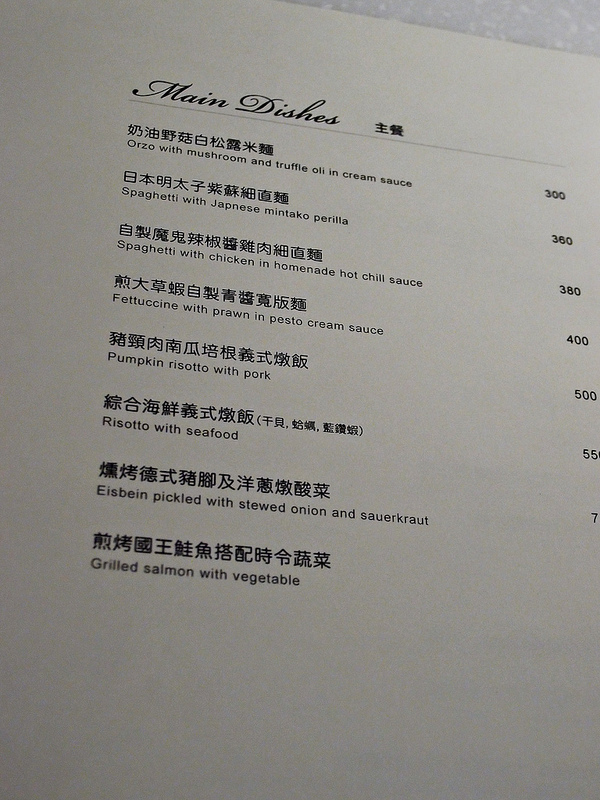 Main Dishes 主餐
奶油野菇白松露米麵
Orzo with mushroom and truffle oli in cream sauce 300
日本明太子紫蘇細直麵
Spaghetti with Japnese mintako perilla 360
自製魔鬼辣椒醬雞肉細直麵
Spaghetti with chicken in homenade hot chill sauce 380
煎大草蝦自製青醬寬版麵
Fettuccine with prawn in pesto cream sauce 400
豬頸肉南瓜培根義式燉飯
Pumpkin risotto with pork 500
綜合海鮮義式燉飯(干貝, 蛤蠣, 藍鑽蝦)
Risotto with seafood 550
燻烤德式豬腳及洋蔥燉酸菜
Eisbein pickled with stewed onion and sauerkraut 7
煎烤國王鮭魚搭配時令蔬菜
Grilled salmon with vegetable